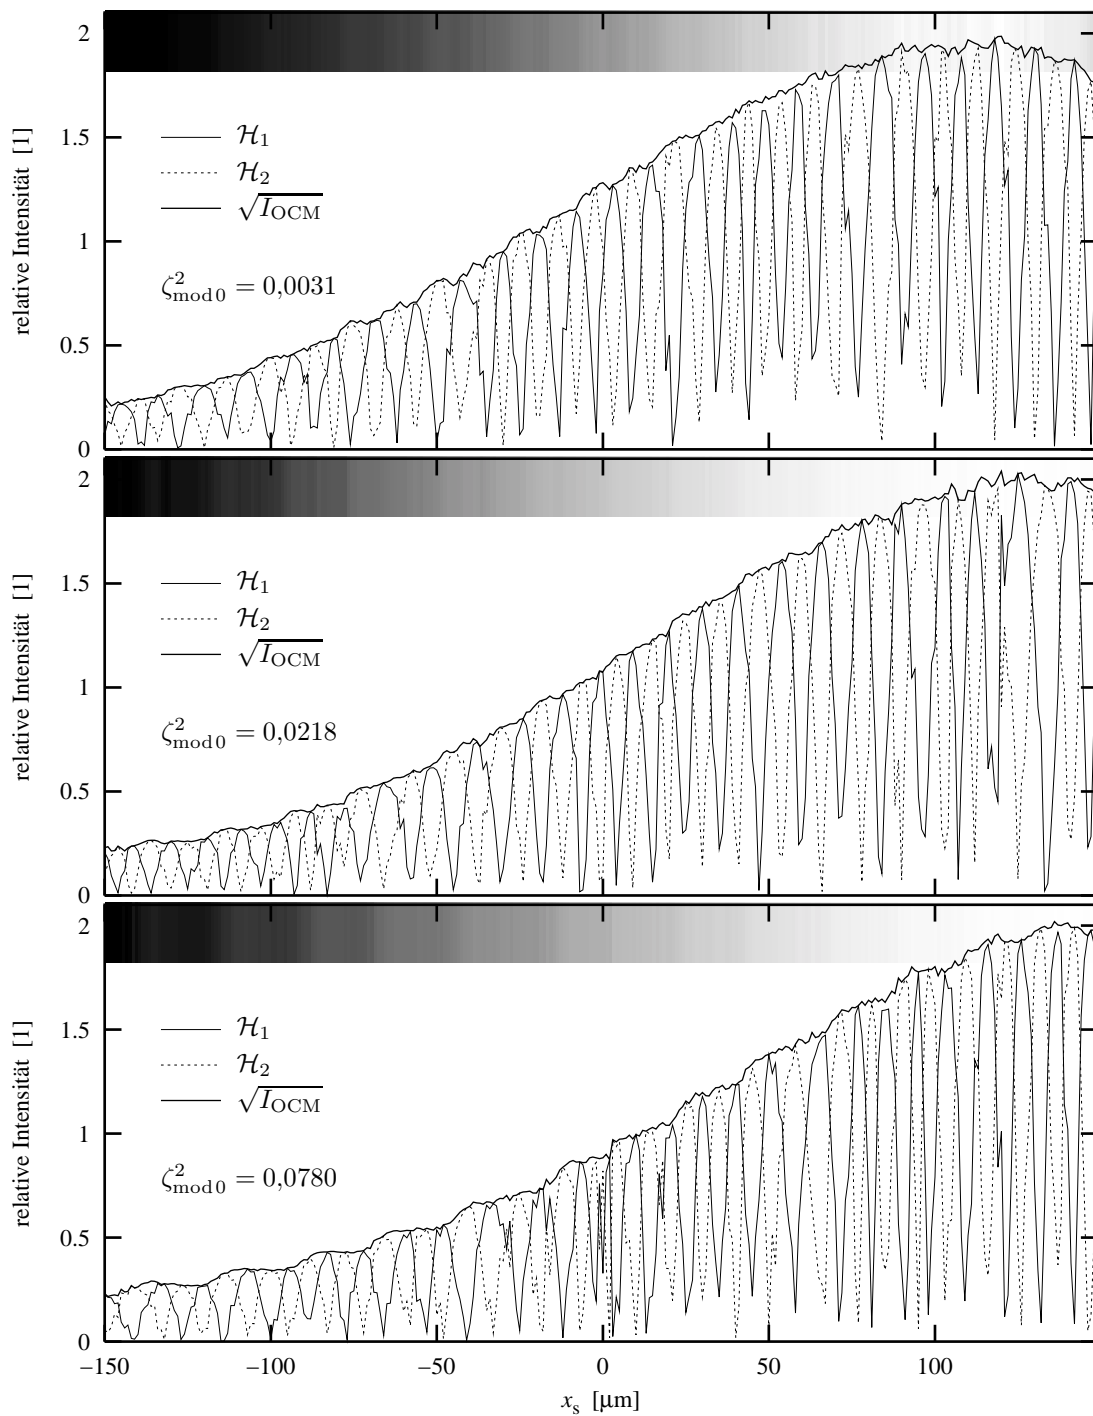 2
1.5
1
0.5
0
relative Intensität [1]
ℋ₁
ℋ₂
√I_OCM
ζ²_mod 0 = 0,0031
2
1.5
1
0.5
0
relative Intensität [1]
ℋ₁
ℋ₂
√I_OCM
ζ²_mod 0 = 0,0218
2
1.5
1
0.5
0
relative Intensität [1]
ℋ₁
ℋ₂
√I_OCM
ζ²_mod 0 = 0,0780
−150 −100 −50 0 50 100
x_s [µm]